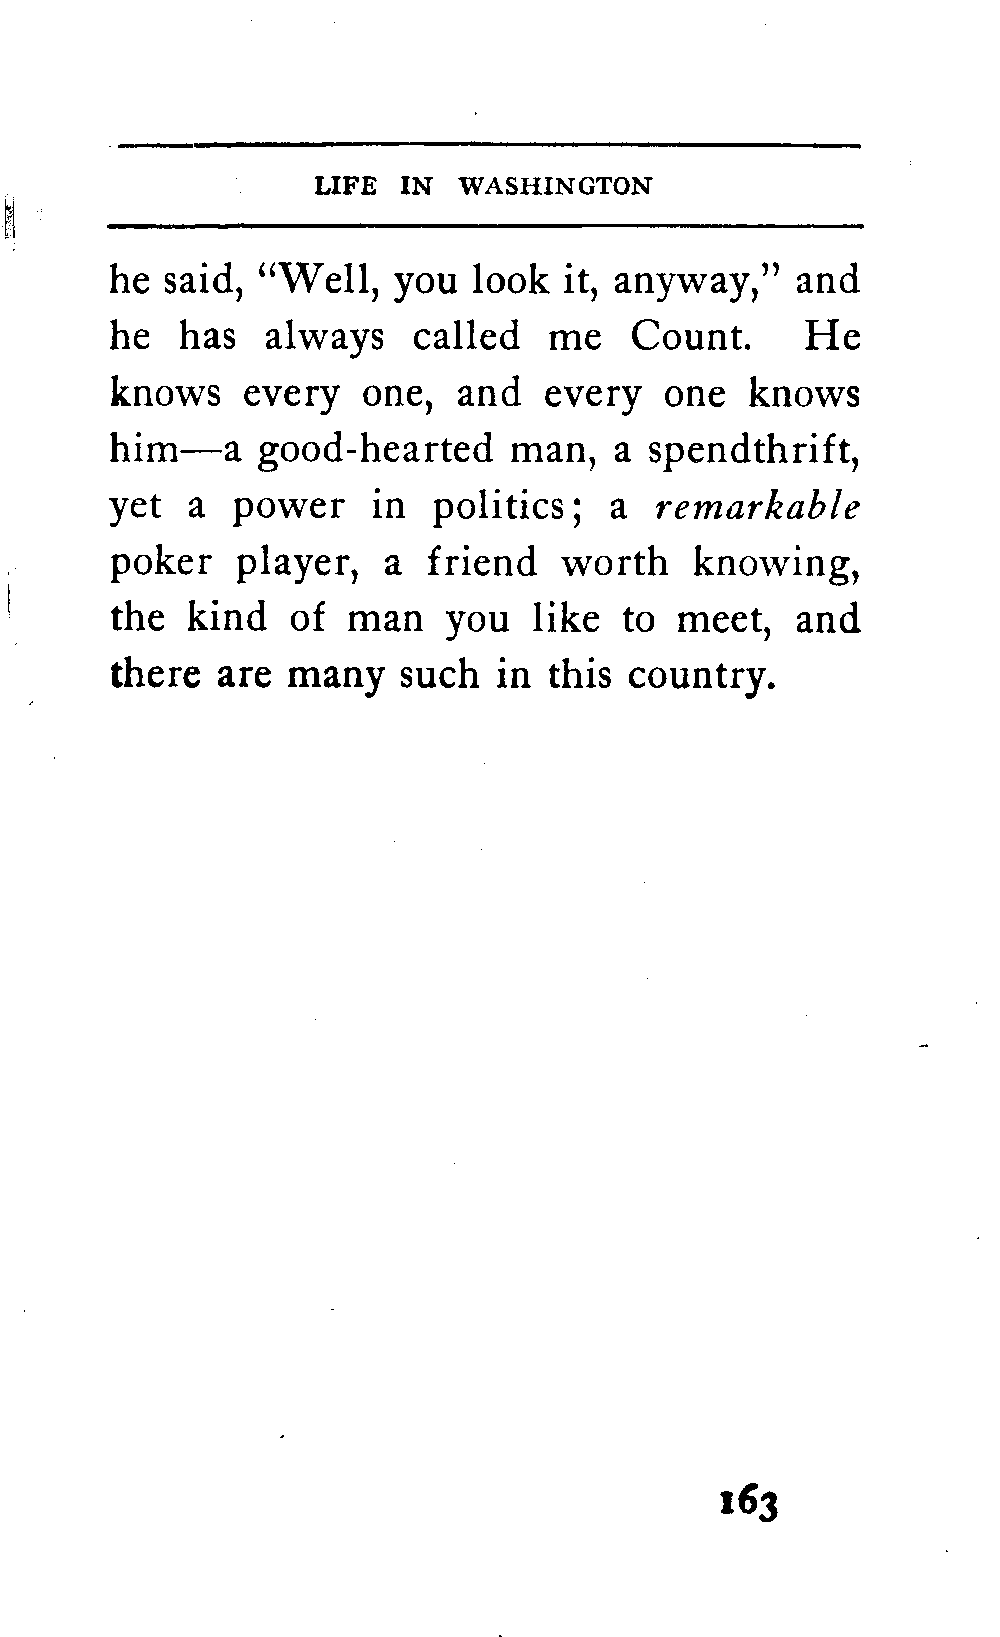 LIFE IN WASHINGTON
he said, “Well, you look it, anyway,” and
he has always called me Count. He
knows every one, and every one knows
him—a good-hearted man, a spendthrift,
yet a power in politics; a remarkable
poker player, a friend worth knowing,
the kind of man you like to meet, and
there are many such in this country.
163